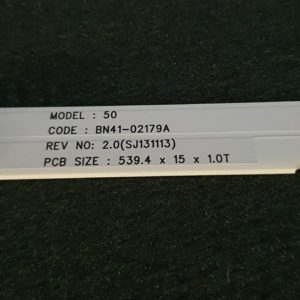 MODEL : 50
CODE : BN41-02179A
REV NO: 2.0(SJ131113)
PCB SIZE : 539.4 x 15 x 1.0T